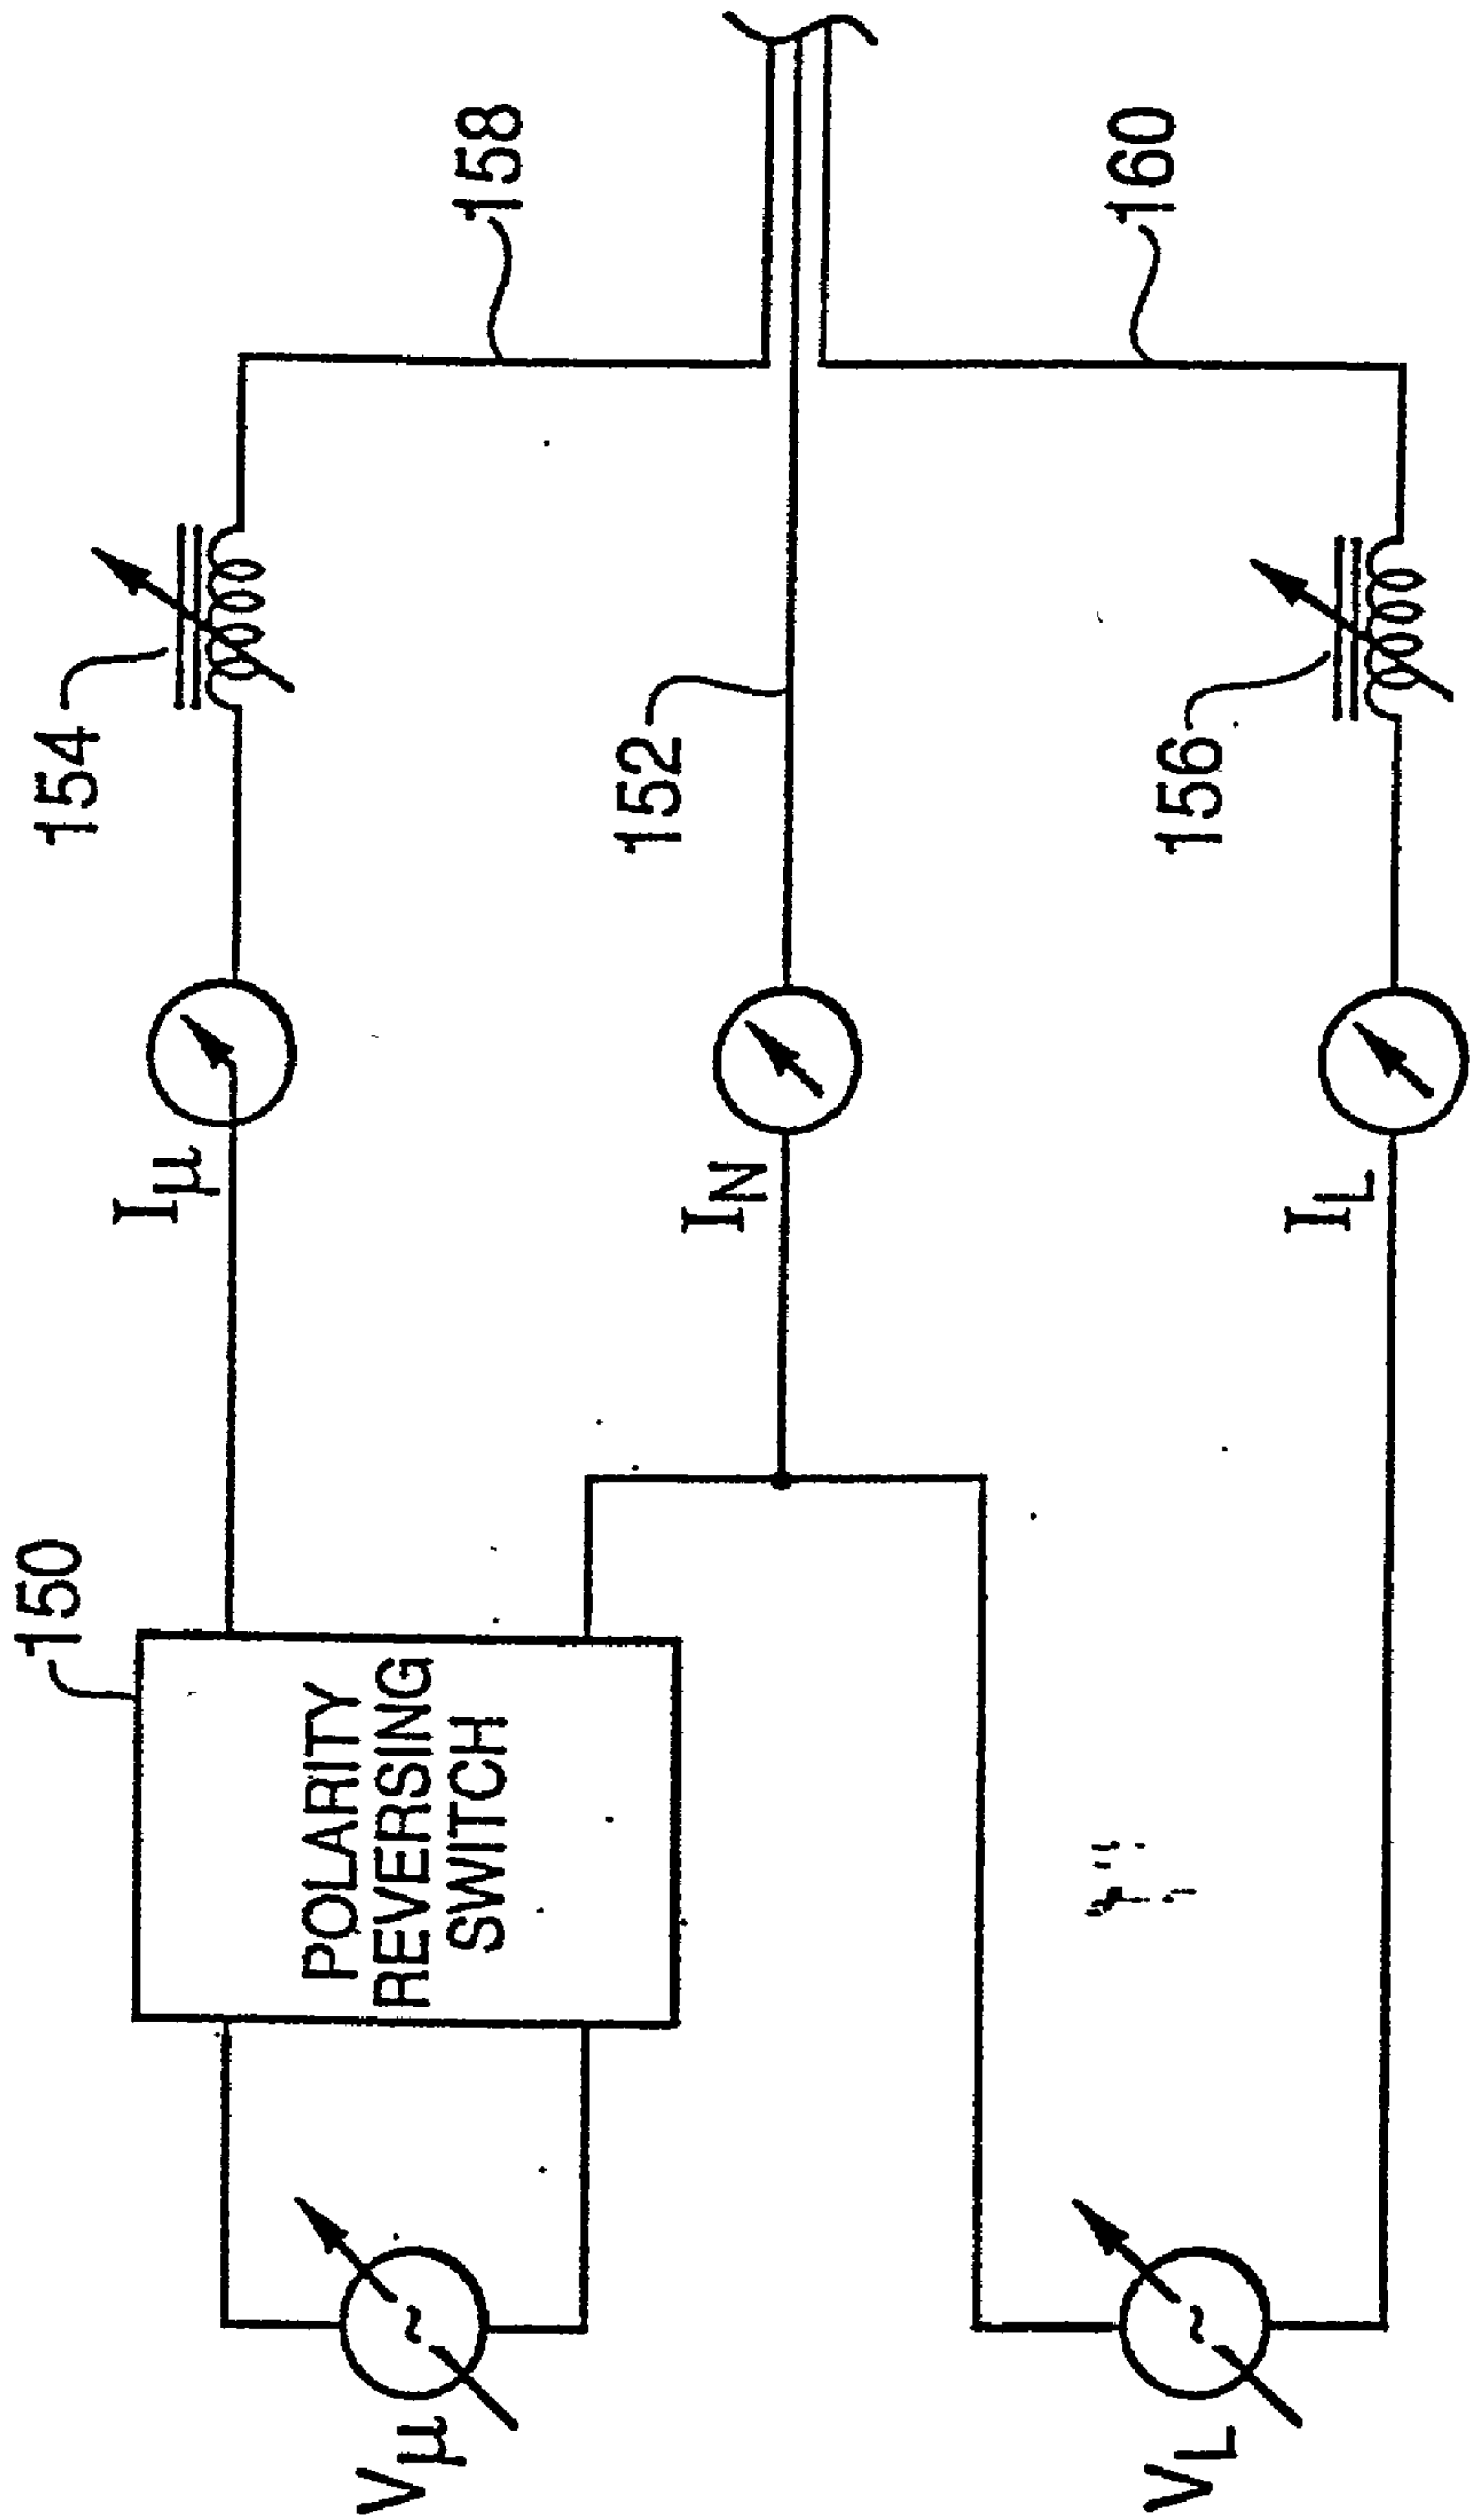 158
160
154
152
156
Iμ
IN
IL
150
POLARITY
REVERSING
SWITCH
Vμ
VL